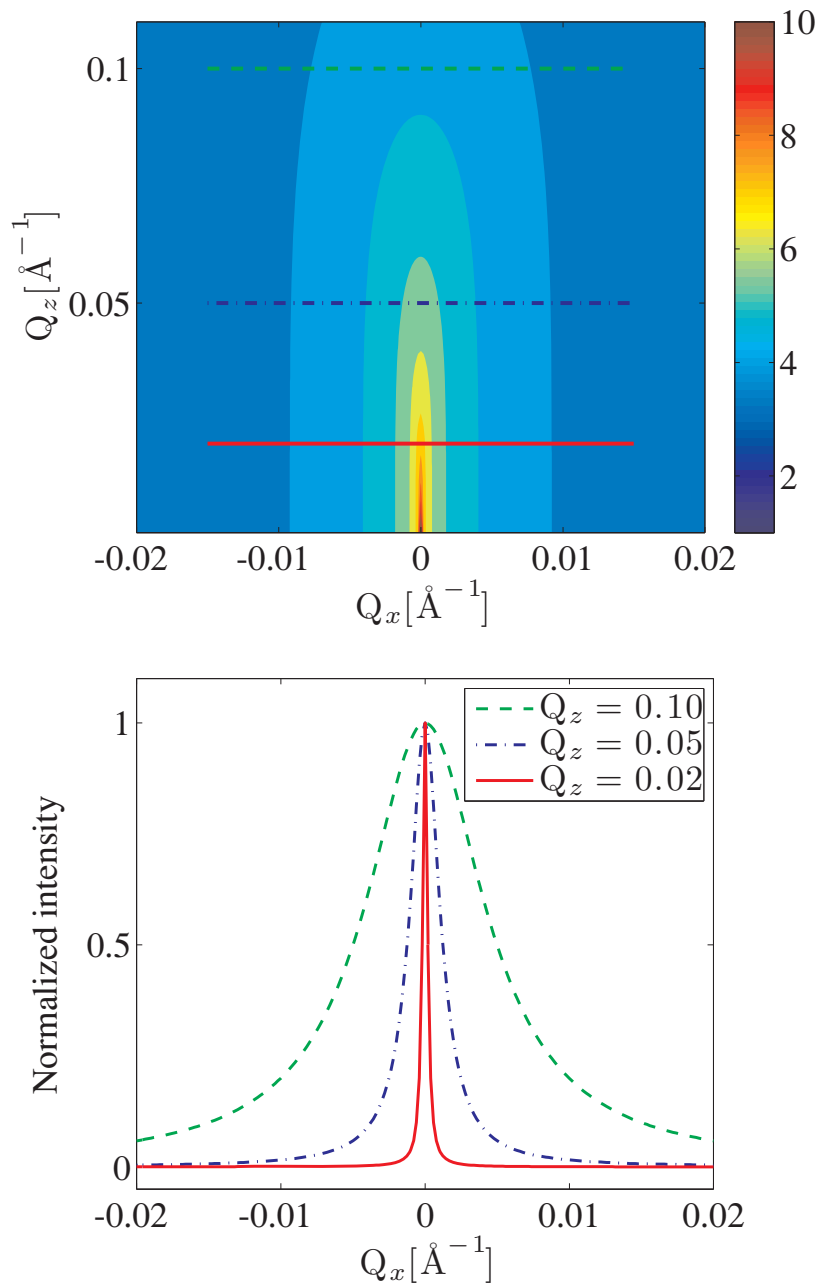 10
8
6
4
2
0.1
0.05
Q_z[Å^{-1}]
-0.02 -0.01 0 0.01 0.02
Q_x[Å^{-1}]
Q_z = 0.10
Q_z = 0.05
Q_z = 0.02
1
0.5
0
Normalized intensity
-0.02 -0.01 0 0.01 0.02
Q_x[Å^{-1}]